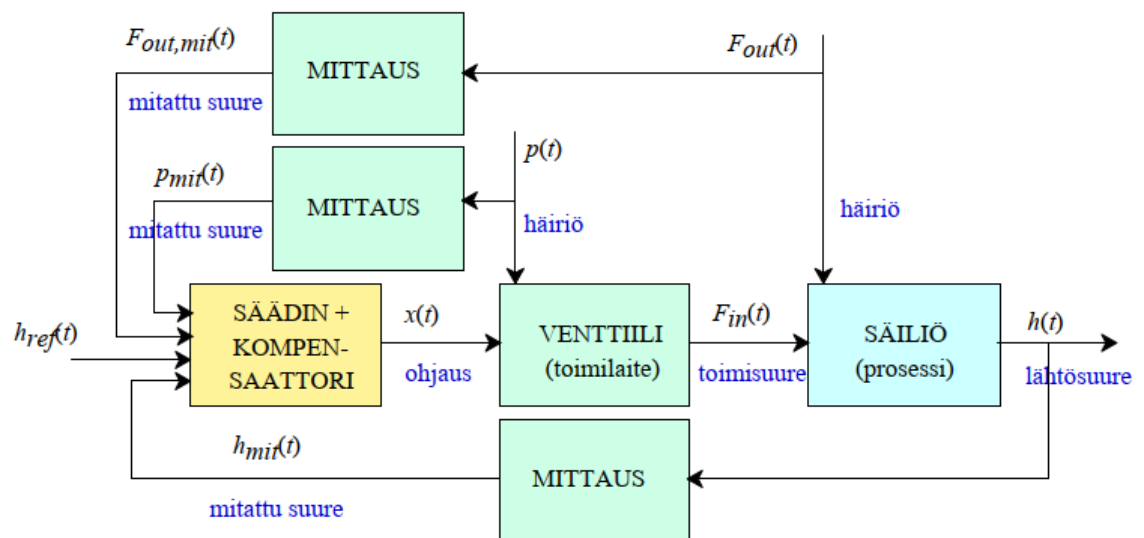 F_out,mit(t)
MITTAUS
F_out(t)
mitattu suure
p_mit(t)
MITTAUS
p(t)
mitattu suure
häiriö
häiriö
h_ref(t)
SÄÄDIN +
KOMPEN-
SAATTORI
x(t)
ohjaus
VENTTIILI
(toimilaite)
F_in(t)
toimisuure
SÄILIÖ
(prosessi)
h(t)
lähtösuure
h_mit(t)
mitattu suure
MITTAUS